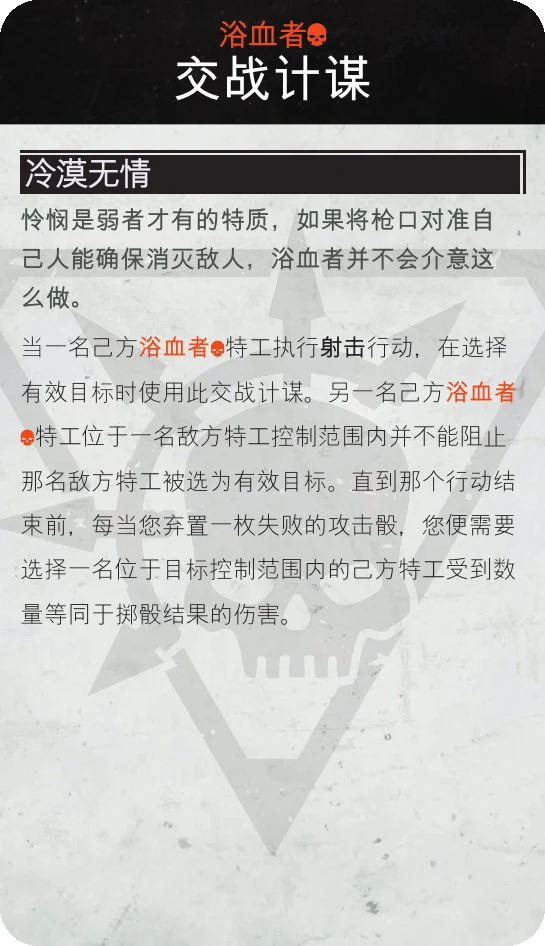 浴血者
交战计谋
冷漠无情
怜悯是弱者才有的特质，如果将枪口对准自
己人能确保消灭敌人，浴血者并不会介意这
么做。
当一名己方浴血者特工执行射击行动，在选择
有效目标时使用此交战计谋。另一名己方浴血者
特工位于一名敌方特工控制范围内并不能阻止
那名敌方特工被选为有效目标。直到那个行动结
束前，每当您弃置一枚失败的攻击骰，您便需要
选择一名位于目标控制范围内的己方特工受到数
量等同于掷骰结果的伤害。